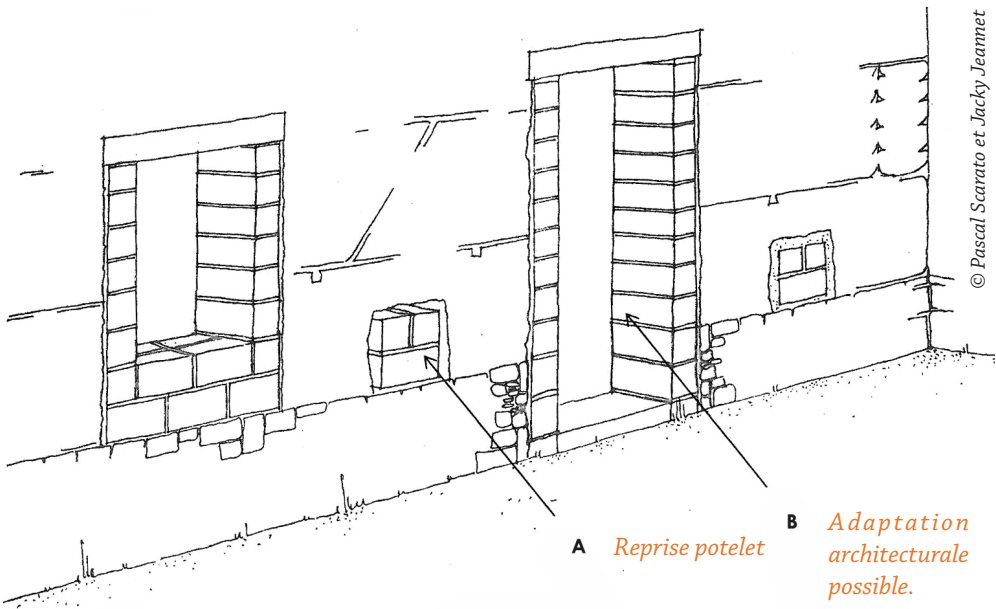 © Pascal Scarato et Jacky Jeannet
A Reprise potelet
B Adaptation
architecturale
possible.